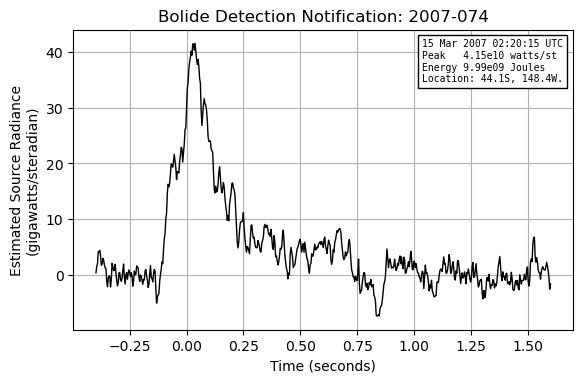 Bolide Detection Notification: 2007-074
15 Mar 2007 02:20:15 UTC
Peak   4.15e10 watts/st
Energy 9.99e09 Joules
Location: 44.1S, 148.4W.
Estimated Source Radiance
(gigawatts/steradian)
40
30
20
10
0
−0.25 0.00 0.25 0.50 0.75 1.00 1.25 1.50
Time (seconds)